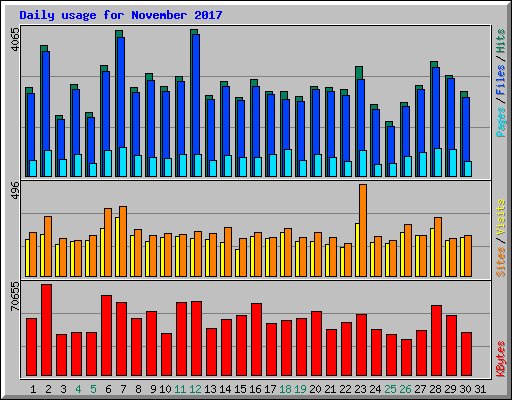 Daily usage for November 2017
4065
Pages / Files / Hits
496
Sites / Visits
70655
KBytes
1 2 3 4 5 6 7 8 9 10 11 12 13 14 15 16 17 18 19 20 21 22 23 24 25 26 27 28 29 30 31